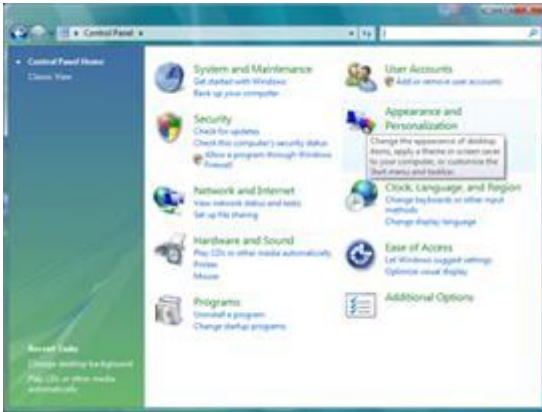 Control Panel
Control Panel Home
Classic View
System and Maintenance
Get started with Windows
Back up your computer
Security
Check for updates
Check this computer's security status
Allow a program through Windows
Firewall
Network and Internet
View network status and tasks
Set up file sharing
Hardware and Sound
Play CDs or other media automatically
Printer
Mouse
Programs
Uninstall a program
Change startup programs
User Accounts
Add or remove user accounts
Appearance and
Personalization
Change the appearance of desktop
items, apply a theme or screen saver
to your computer, or customize the
Start menu and taskbar.
Clock, Language, and Region
Change keyboards or other input
methods
Change display language
Ease of Access
Let Windows suggest settings
Optimize visual display
Additional Options
Recent Tasks
Change desktop background
Play CDs or other media
automatically